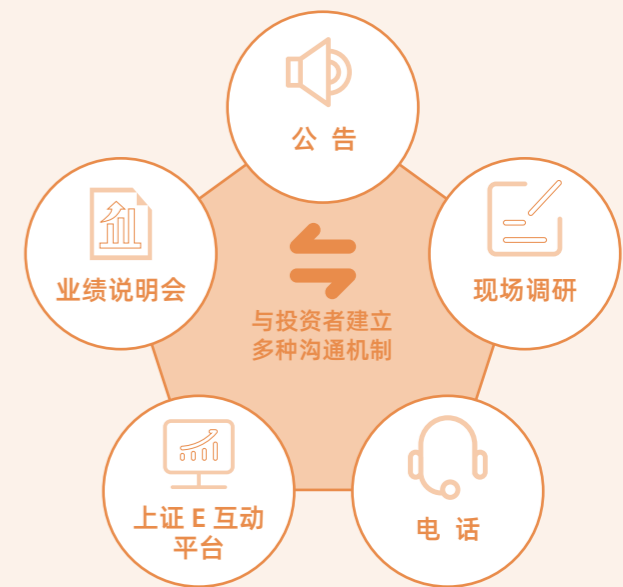 公告
业绩说明会
现场调研
与投资者建立
多种沟通机制
上证 E 互动
平台
电话